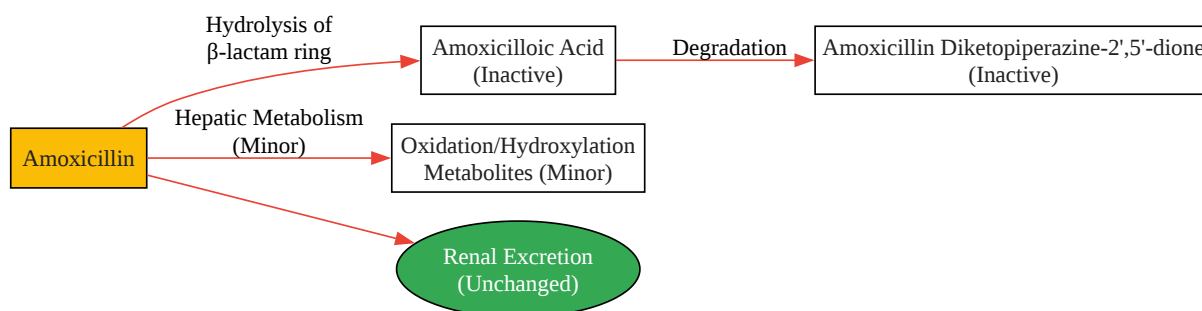 Hydrolysis of
β-lactam ring
Amoxicilloic Acid
(Inactive)
Degradation
Amoxicillin Diketopiperazine-2',5'-dione
(Inactive)
Amoxicillin
Hepatic Metabolism
(Minor)
Oxidation/Hydroxylation
Metabolites (Minor)
Renal Excretion
(Unchanged)